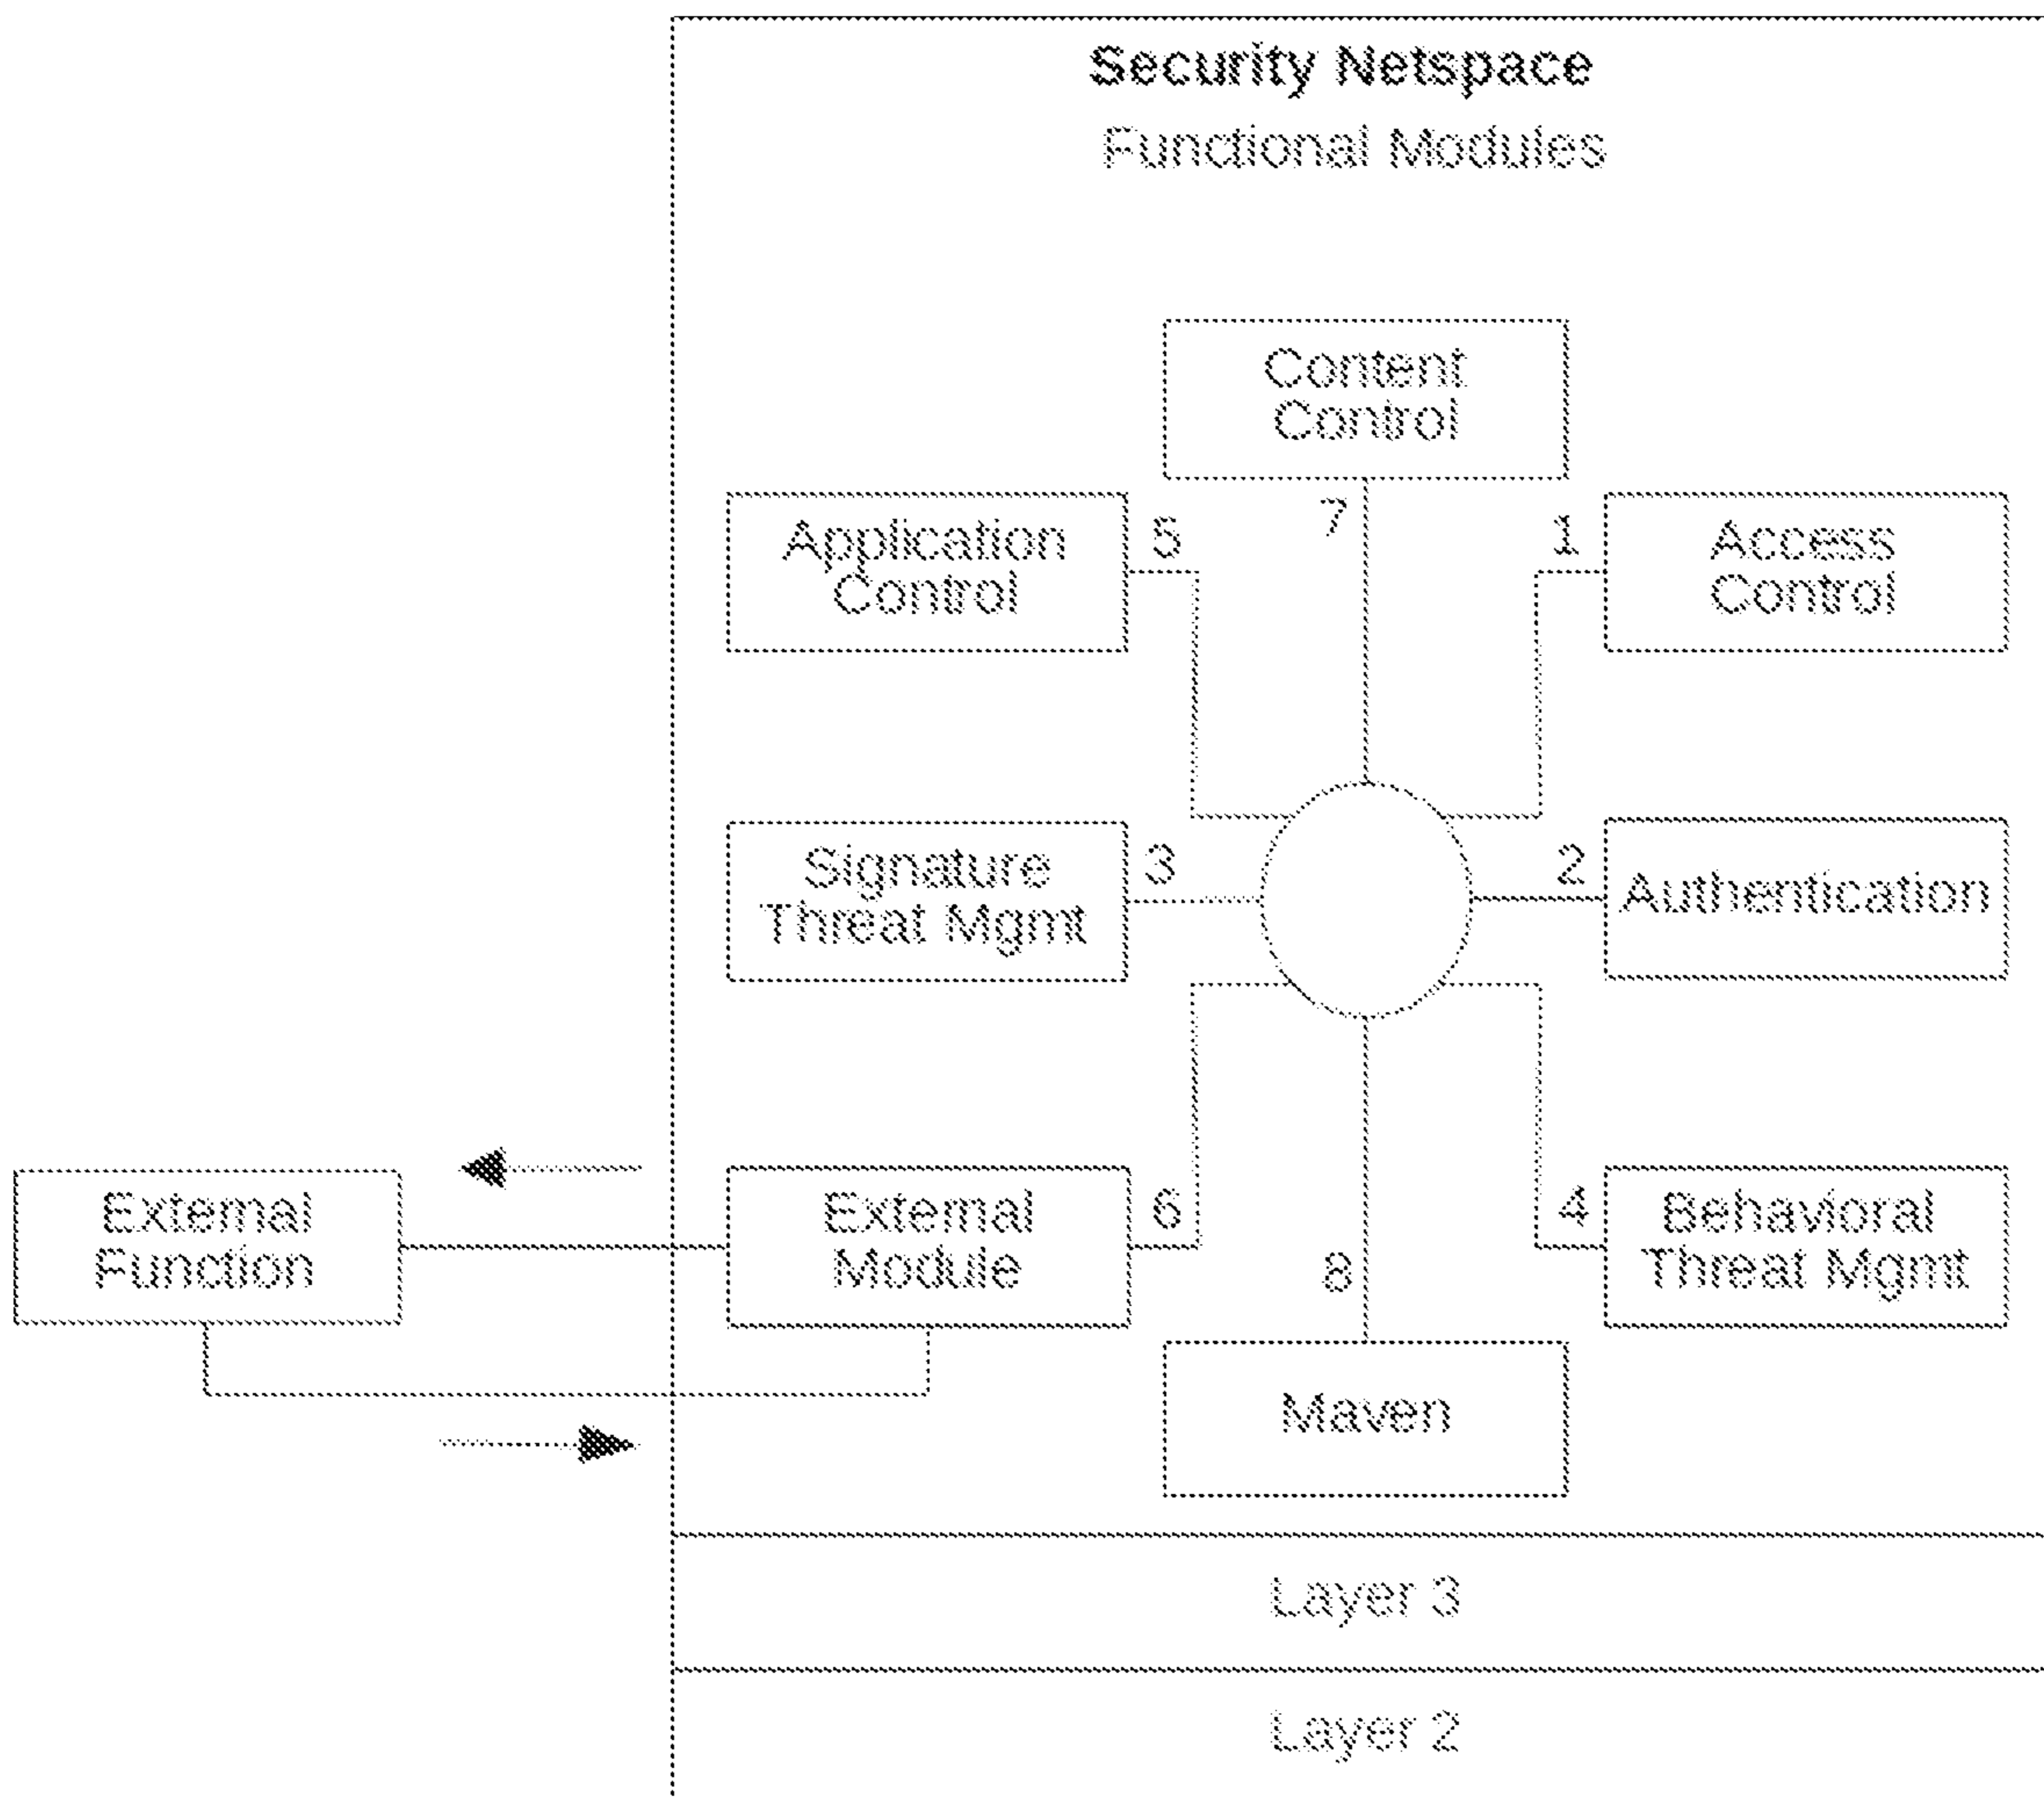 Security Netspace
Functional Modules
Content
Control
7
Application
Control
5
1
Access
Control
Signature
Threat Mgmt
3
2
Authentication
External
Function
External
Module
6
8
4
Behavioral
Threat Mgmt
Maven
Layer 3
Layer 2